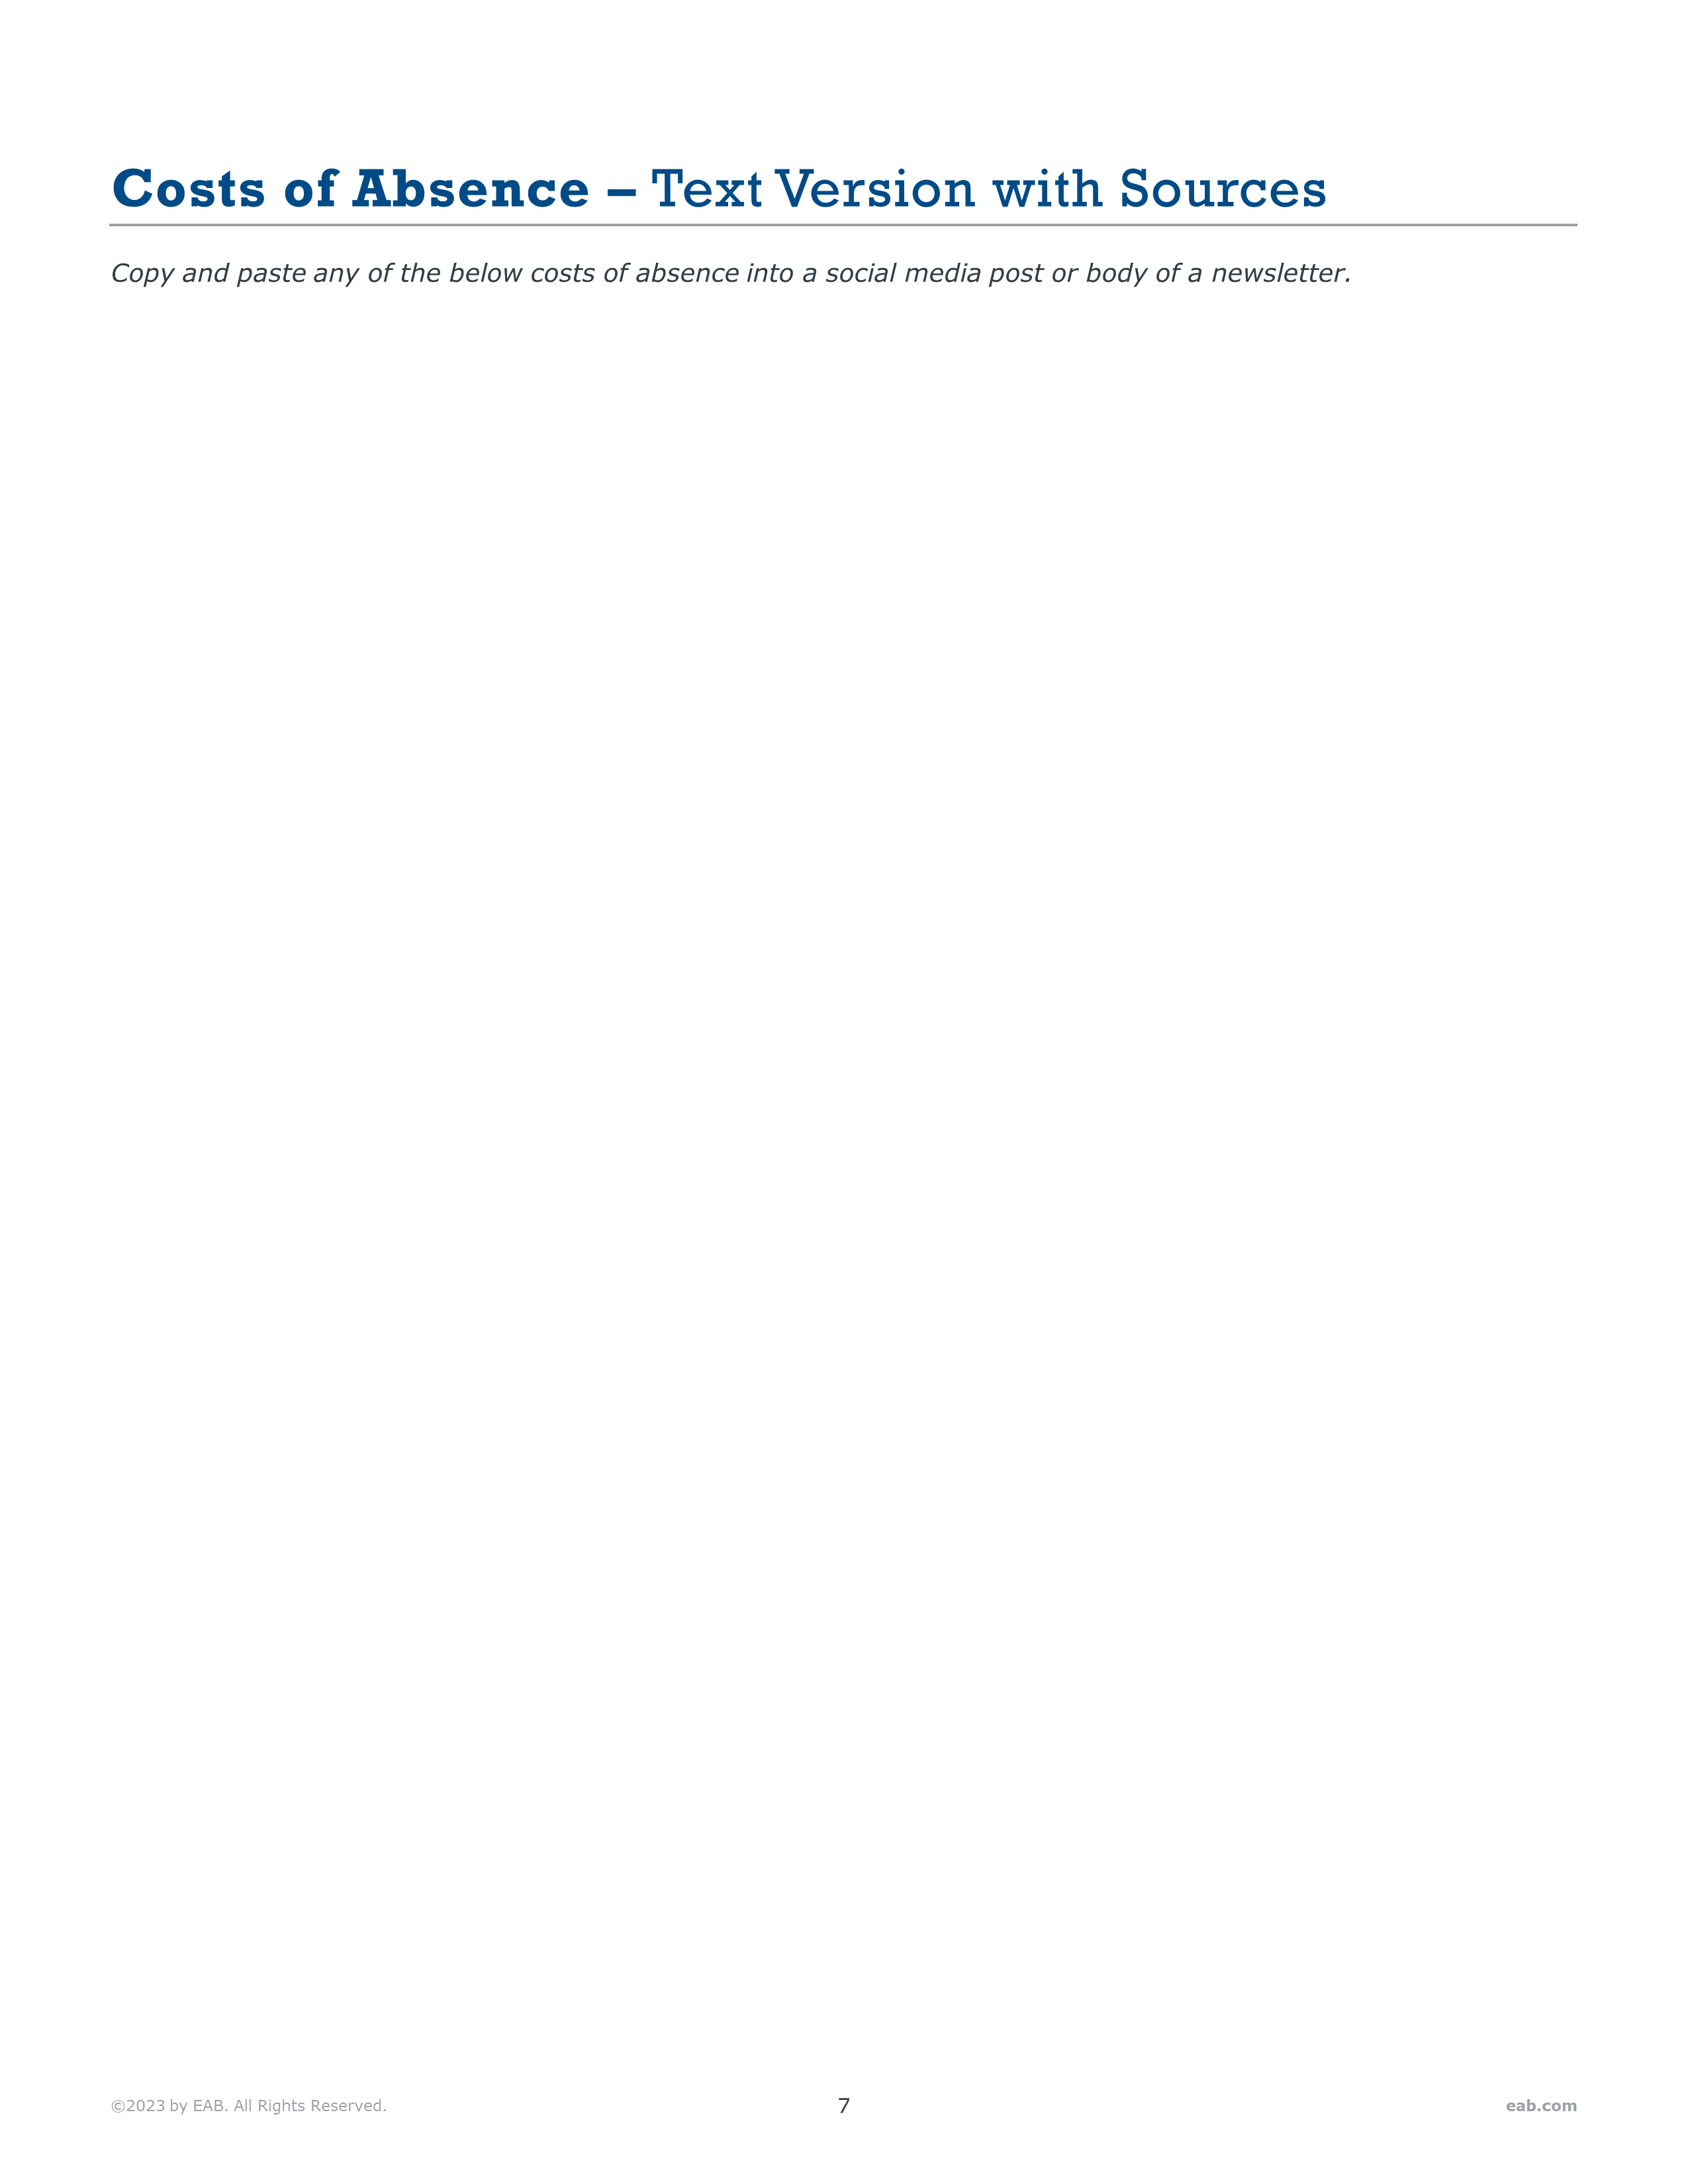 Costs of Absence – Text Version with Sources
Copy and paste any of the below costs of absence into a social media post or body of a newsletter.
©2023 by EAB. All Rights Reserved.
7
eab.com